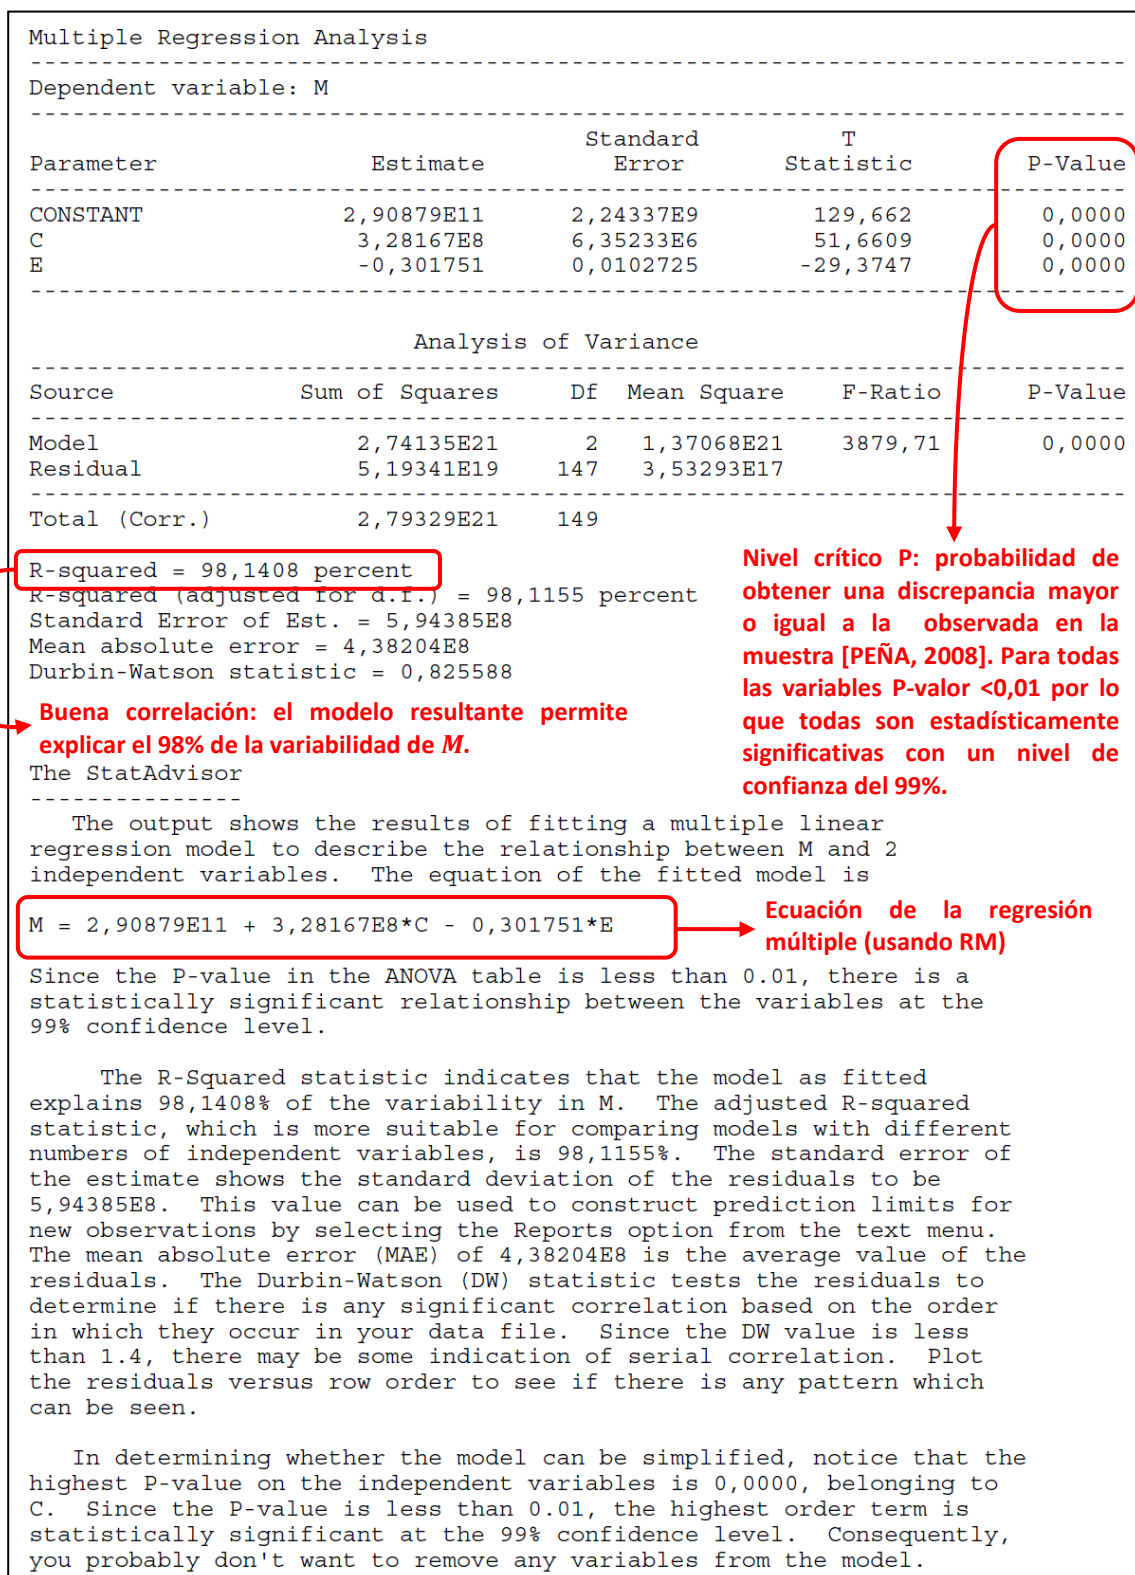 Multiple Regression Analysis
Dependent variable: M
Standard T
Parameter Estimate Error Statistic P-Value
CONSTANT 2,90879E11 2,24337E9 129,662 0,0000
C 3,28167E8 6,35233E6 51,6609 0,0000
E -0,301751 0,0102725 -29,3747 0,0000
Analysis of Variance
Source Sum of Squares Df Mean Square F-Ratio P-Value
Model 2,74135E21 2 1,37068E21 3879,71 0,0000
Residual 5,19341E19 147 3,53293E17
Total (Corr.) 2,79329E21 149
R-squared = 98,1408 percent
R-squared (adjusted for d.f.) = 98,1155 percent
Standard Error of Est. = 5,94385E8
Mean absolute error = 4,38204E8
Durbin-Watson statistic = 0,825588
Nivel crítico P: probabilidad de
obtener una discrepancia mayor
o igual a la observada en la
muestra [PEÑA, 2008]. Para todas
las variables P-valor <0,01 por lo
que todas son estadísticamente
significativas con un nivel de
confianza del 99%.
Buena correlación: el modelo resultante permite
explicar el 98% de la variabilidad de M.
The StatAdvisor
---------------
The output shows the results of fitting a multiple linear
regression model to describe the relationship between M and 2
independent variables. The equation of the fitted model is
M = 2,90879E11 + 3,28167E8*C - 0,301751*E
Ecuación de la regresión
múltiple (usando RM)
Since the P-value in the ANOVA table is less than 0.01, there is a
statistically significant relationship between the variables at the
99% confidence level.
The R-Squared statistic indicates that the model as fitted
explains 98,1408% of the variability in M. The adjusted R-squared
statistic, which is more suitable for comparing models with different
numbers of independent variables, is 98,1155%. The standard error of
the estimate shows the standard deviation of the residuals to be
5,94385E8. This value can be used to construct prediction limits for
new observations by selecting the Reports option from the text menu.
The mean absolute error (MAE) of 4,38204E8 is the average value of the
residuals. The Durbin-Watson (DW) statistic tests the residuals to
determine if there is any significant correlation based on the order
in which they occur in your data file. Since the DW value is less
than 1.4, there may be some indication of serial correlation. Plot
the residuals versus row order to see if there is any pattern which
can be seen.
In determining whether the model can be simplified, notice that the
highest P-value on the independent variables is 0,0000, belonging to
C. Since the P-value is less than 0.01, the highest order term is
statistically significant at the 99% confidence level. Consequently,
you probably don't want to remove any variables from the model.